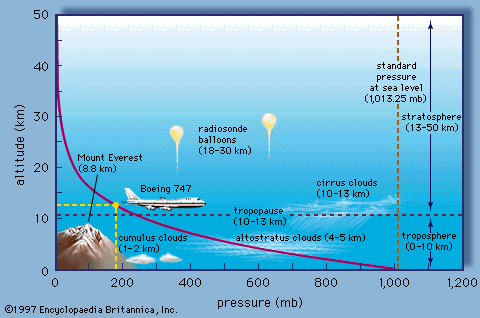 50
40
30
20
10
0
altitude (km)
standard
pressure
at sea level
(1,013.25 mb)
stratosphere
(13–50 km)
radiosonde
balloons
(18–30 km)
Mount Everest
(8.8 km)
Boeing 747
cirrus clouds
(10–13 km)
tropopause
(10–13 km)
cumulus clouds
(1–2 km)
altostratus clouds (4–5 km)
troposphere
(0–10 km)
0
200
400
600
800
1,000
1,200
pressure (mb)
©1997 Encyclopaedia Britannica, Inc.